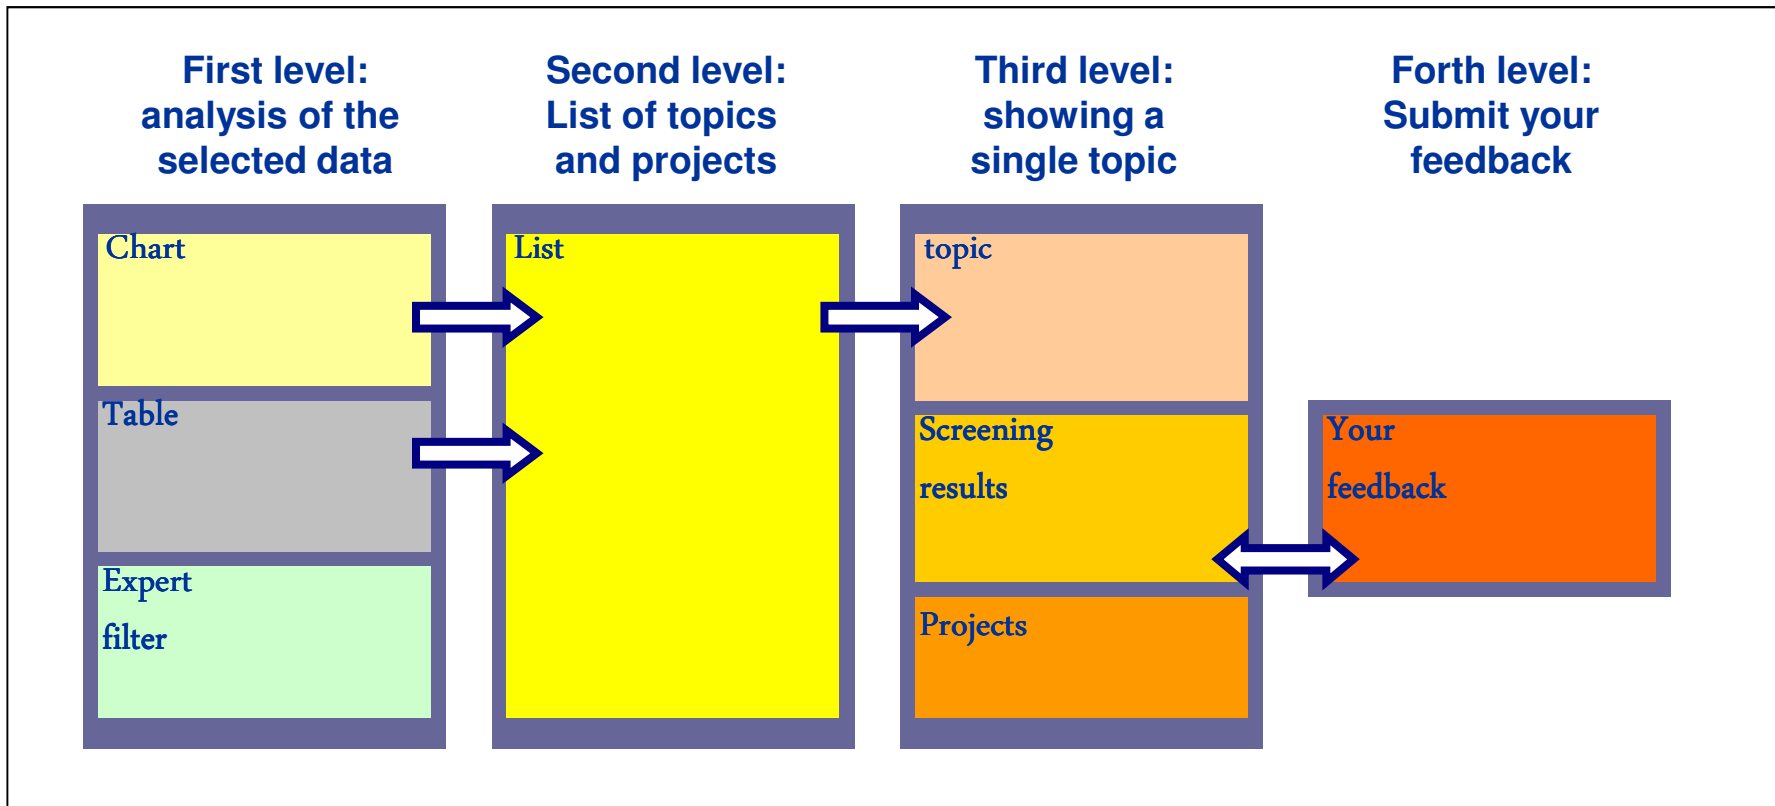 First level:
analysis of the
selected data
Second level:
List of topics
and projects
Third level:
showing a
single topic
Forth level:
Submit your
feedback
Chart
Table
Expert
filter
List
topic
Screening
results
Projects
Your
feedback